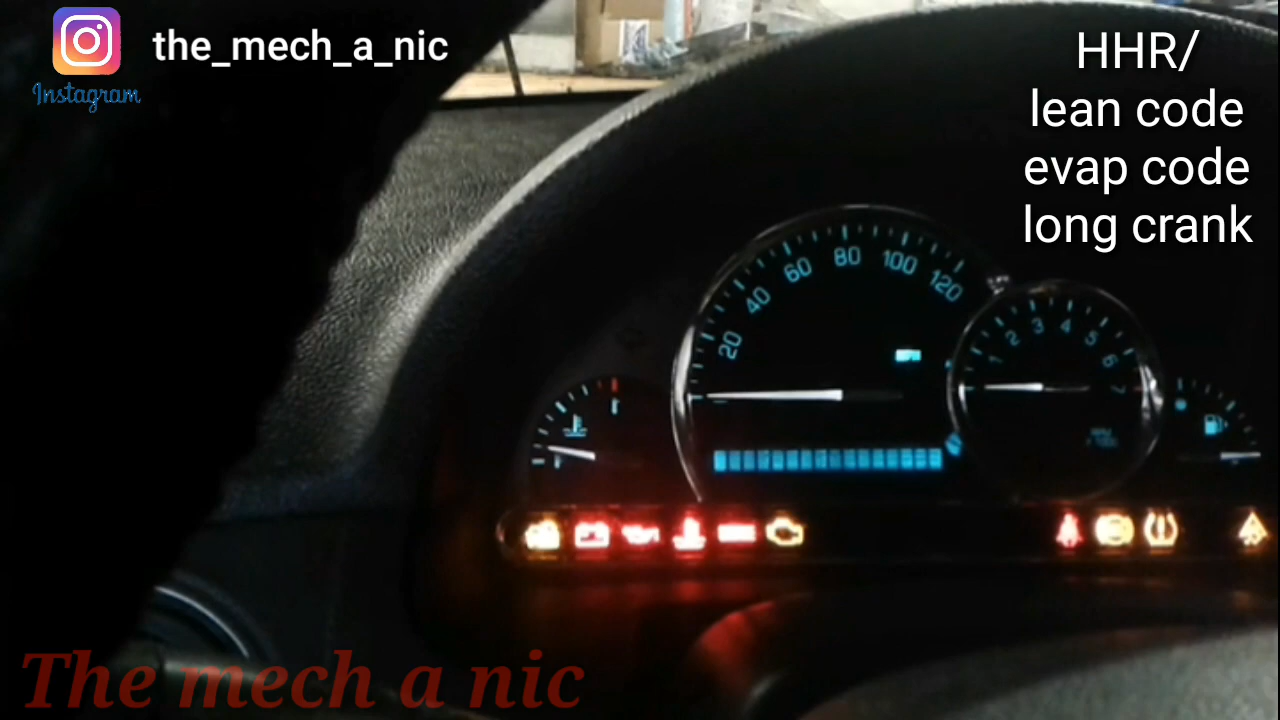 the_mech_a_nic
Instagram
HHR/
lean code
evap code
long crank
20
40
60
80
100
120
MPH
1
2
3
4
5
6
7
The mech a nic